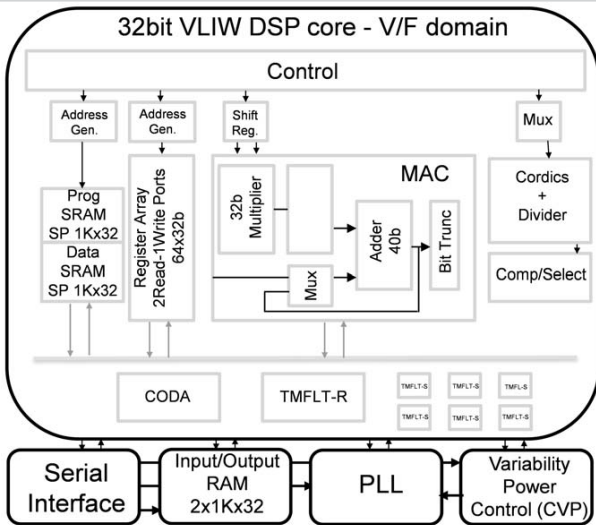 32bit VLIW DSP core - V/F domain
Control
Address
Gen.
Address
Gen.
Shift
Reg.
Mux
Prog
SRAM
SP 1Kx32
Data
SRAM
SP 1Kx32
Register Array
2Read-1Write Ports
64x32b
MAC
32b
Multiplier
Mux
Adder
40b
Bit Trunc
Cordics
+
Divider
Comp/Select
CODA
TMFLT-R
TMFLT-S
TMFLT-S
TMFL-S
TMFLT-S
TMFLT-S
TMFLT-S
Serial
Interface
Input/Output
RAM
2x1Kx32
PLL
Variability
Power
Control (CVP)